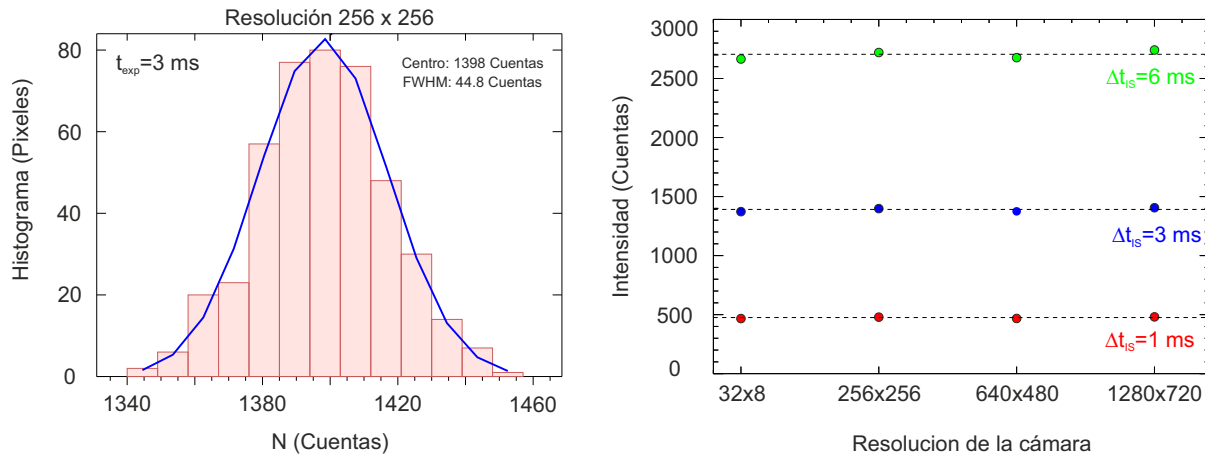 Resolución 256 x 256
t_exp=3 ms
Centro: 1398 Cuentas
FWHM: 44.8 Cuentas
Histograma (Pixeles)
80
60
40
20
0
1340 1380 1420 1460
N (Cuentas)
Intensidad (Cuentas)
3000
2500
2000
1500
1000
500
0
Δt_IS=6 ms
Δt_IS=3 ms
Δt_IS=1 ms
32x8 256x256 640x480 1280x720
Resolucion de la cámara